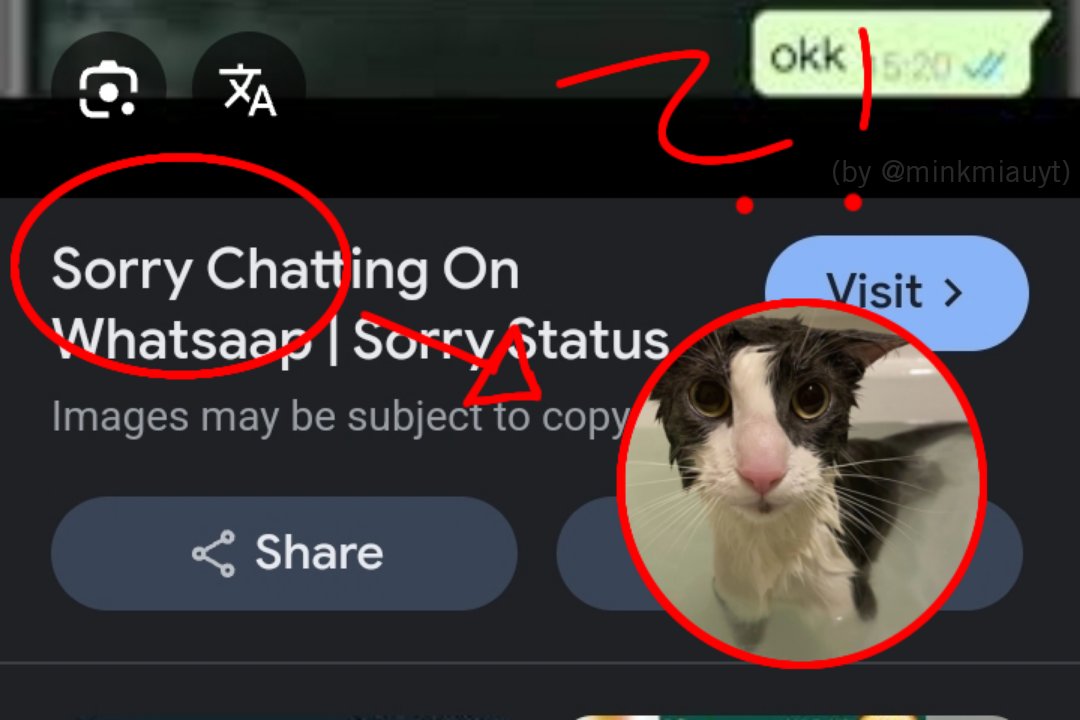 okk 15:20
(by @minkmiauyt)
Sorry Chatting On
Whatsaap | Sorry Status
Visit
Images may be subject to copy
Share